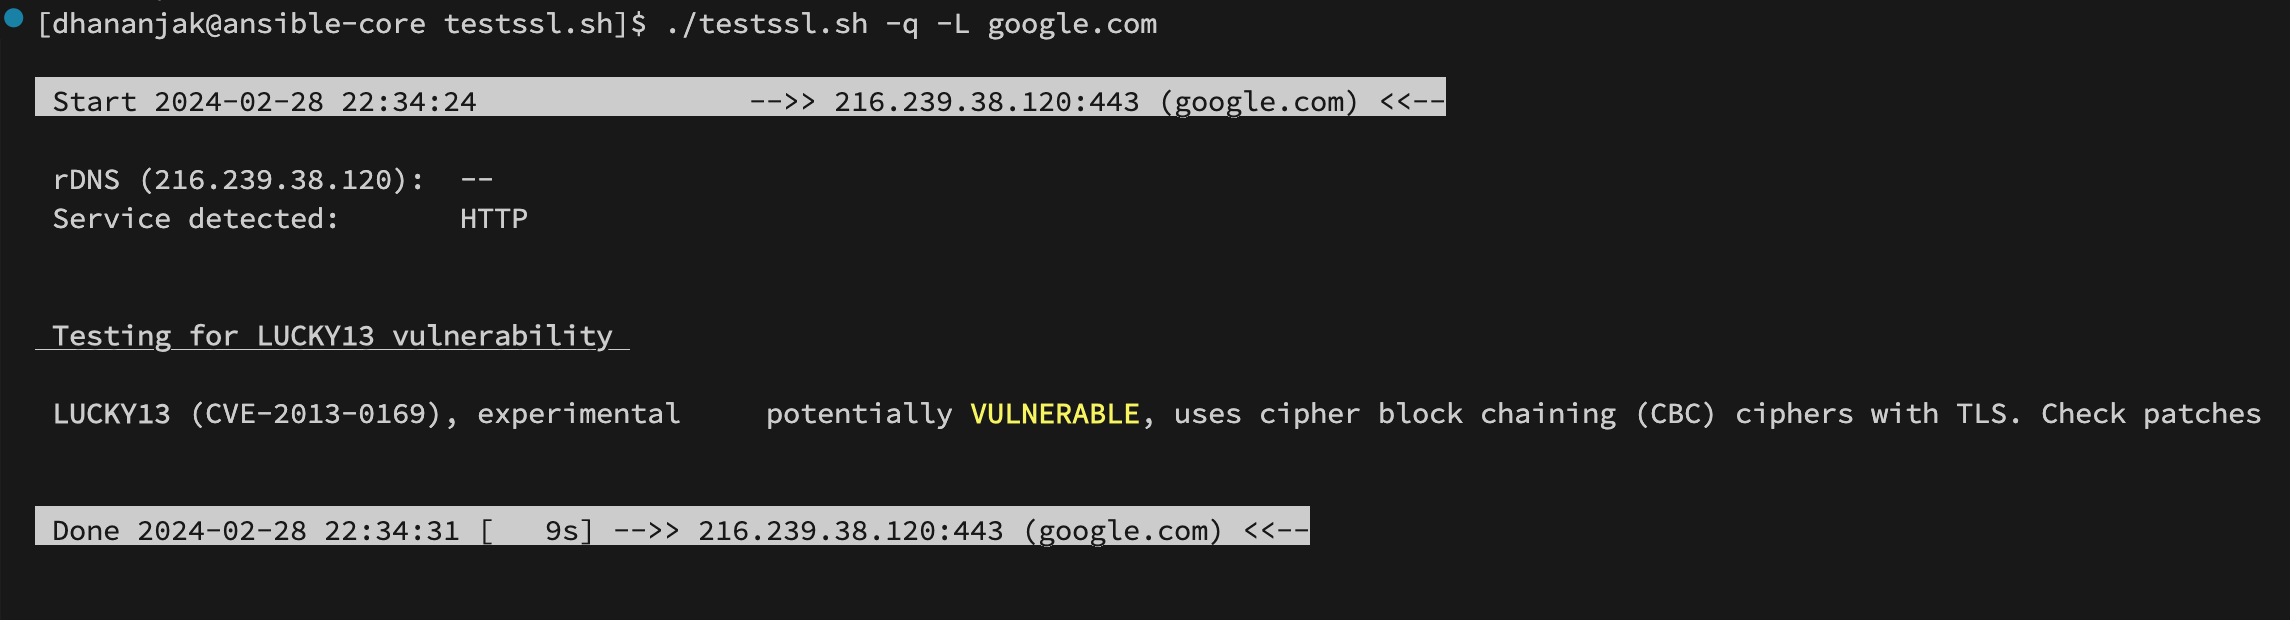 [dhananjak@ansible-core testssl.sh]$ ./testssl.sh -q -L google.com
Start 2024-02-28 22:34:24                -->> 216.239.38.120:443 (google.com) <<--
rDNS (216.239.38.120):  --
Service detected:       HTTP
Testing for LUCKY13 vulnerability
LUCKY13 (CVE-2013-0169), experimental     potentially VULNERABLE, uses cipher block chaining (CBC) ciphers with TLS. Check patches
Done 2024-02-28 22:34:31 [   9s] -->> 216.239.38.120:443 (google.com) <<--